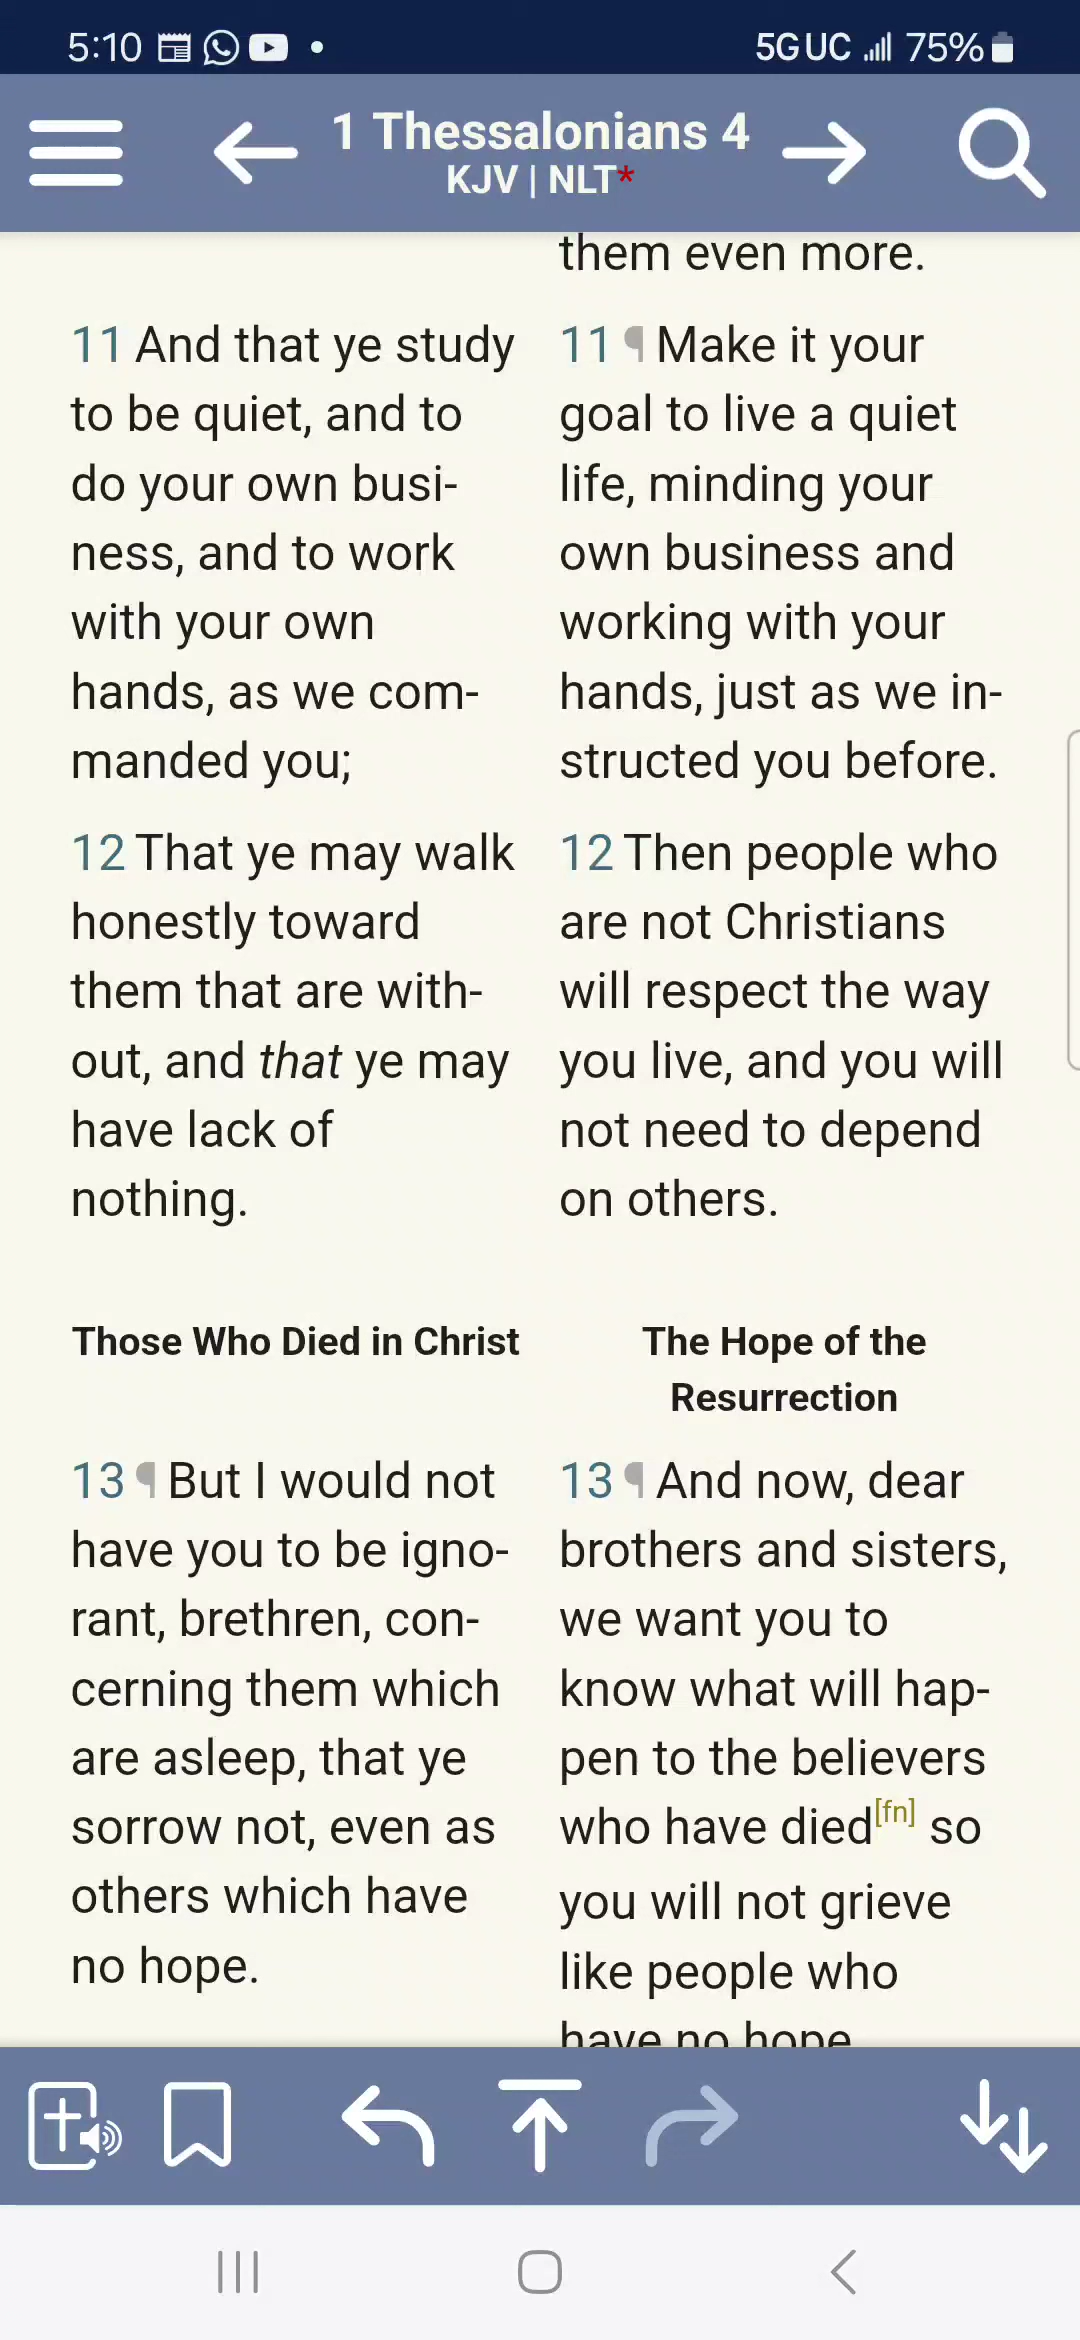 5:10 5G UC 75%
1 Thessalonians 4
KJV | NLT*
11 And that ye study
to be quiet, and to
do your own busi-
ness, and to work
with your own
hands, as we com-
manded you;
12 That ye may walk
honestly toward
them that are with-
out, and that ye may
have lack of
nothing.
Those Who Died in Christ
13 ¶ But I would not
have you to be igno-
rant, brethren, con-
cerning them which
are asleep, that ye
sorrow not, even as
others which have
no hope.
them even more.
11 ¶ Make it your
goal to live a quiet
life, minding your
own business and
working with your
hands, just as we in-
structed you before.
12 Then people who
are not Christians
will respect the way
you live, and you will
not need to depend
on others.
The Hope of the
Resurrection
13 ¶ And now, dear
brothers and sisters,
we want you to
know what will hap-
pen to the believers
who have died[fn] so
you will not grieve
like people who
have no hope